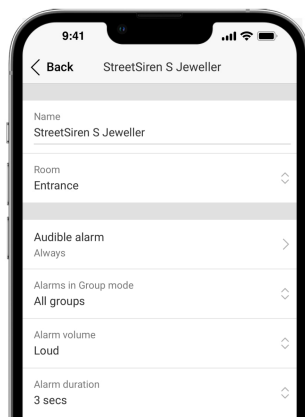 9:41
Back StreetSiren S Jeweller
Name
StreetSiren S Jeweller
Room
Entrance
Audible alarm
Always
Alarms in Group mode
All groups
Alarm volume
Loud
Alarm duration
3 secs